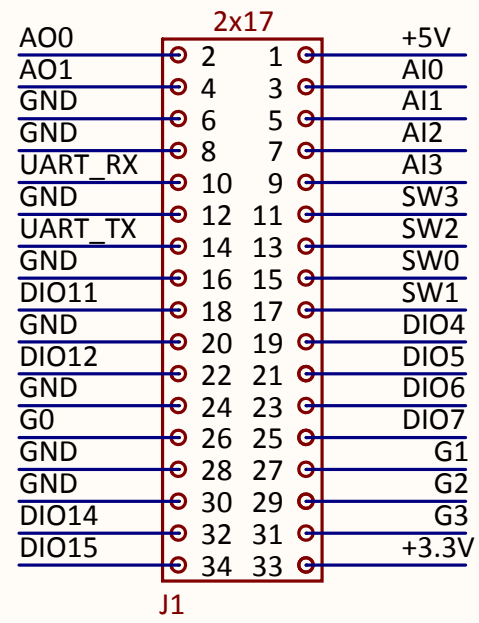 2x17
AO0 2 1 +5V
AO1 4 3 AI0
GND 6 5 AI1
GND 8 7 AI2
UART_RX 10 9 AI3
GND 12 11 SW3
UART_TX 14 13 SW2
GND 16 15 SW0
DIO11 18 17 SW1
GND 20 19 DIO4
DIO12 22 21 DIO5
GND 24 23 DIO6
G0 26 25 DIO7
GND 28 27 G1
GND 30 29 G2
DIO14 32 31 G3
DIO15 34 33 +3.3V
J1